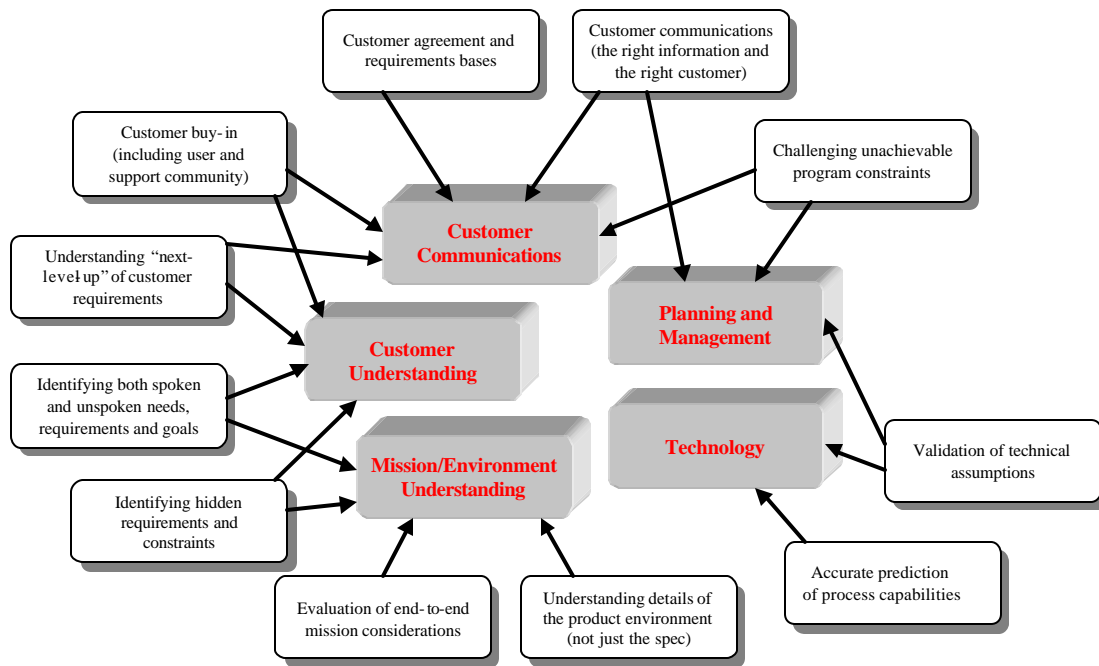 Customer agreement and
requirements bases
Customer communications
(the right information and
the right customer)
Customer buy-in
(including user and
support community)
Challenging unachievable
program constraints
Customer
Communications
Understanding “next-
level-up” of customer
requirements
Planning and
Management
Customer
Understanding
Identifying both spoken
and unspoken needs,
requirements and goals
Technology
Mission/Environment
Understanding
Validation of technical
assumptions
Identifying hidden
requirements and
constraints
Accurate prediction
of process capabilities
Evaluation of end-to-end
mission considerations
Understanding details of
the product environment
(not just the spec)